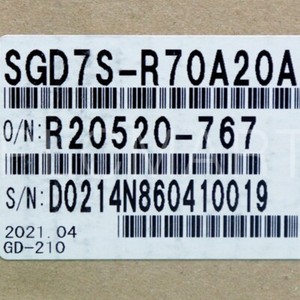 SGD7S-R70A20A
O/N: R20520-767
S/N: D0214N860410019
2021.04
GD-210